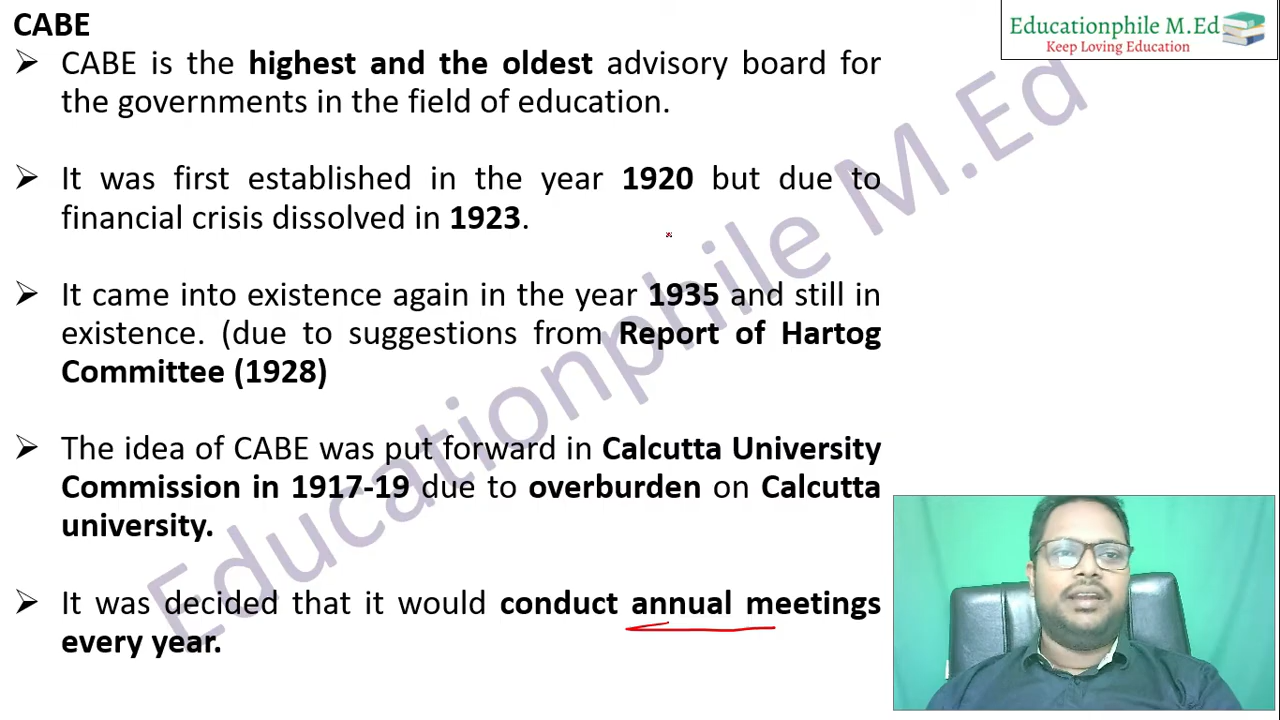 CABE
Educationphile M.Ed
Keep Loving Education
➢ CABE is the highest and the oldest advisory board for
the governments in the field of education.
➢ It was first established in the year 1920 but due to
financial crisis dissolved in 1923.
➢ It came into existence again in the year 1935 and still in
existence. (due to suggestions from Report of Hartog
Committee (1928)
➢ The idea of CABE was put forward in Calcutta University
Commission in 1917-19 due to overburden on Calcutta
university.
➢ It was decided that it would conduct annual meetings
every year.
Educationphile M.Ed